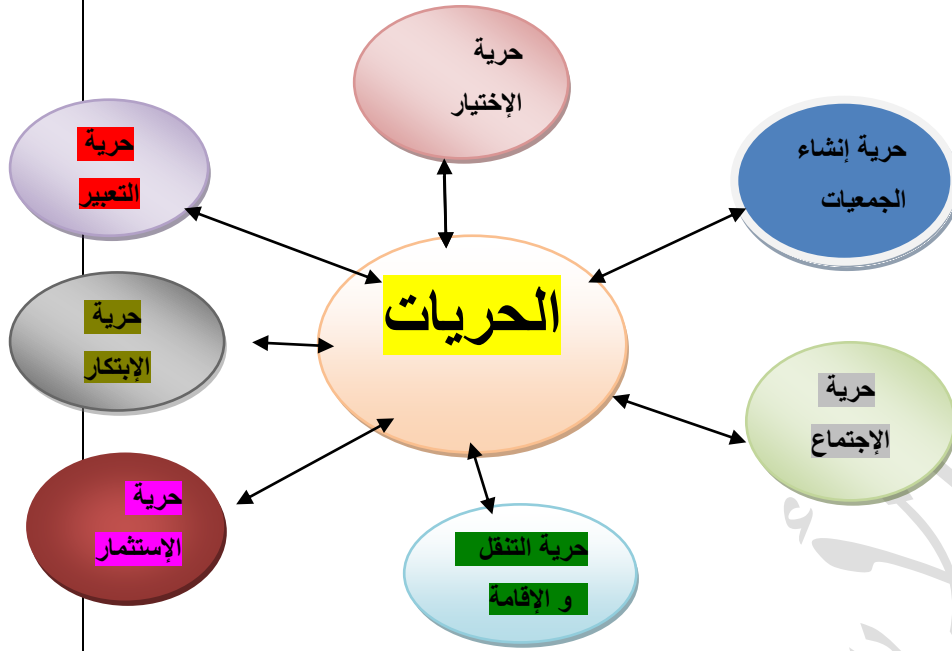 حرية
الإختيار
حرية إنشاء
الجمعيات
حرية
التعبير
الحريات
حرية
الإبتكار
حرية
الإجتماع
حرية
الإستثمار
حرية التنقل
و الإقامة